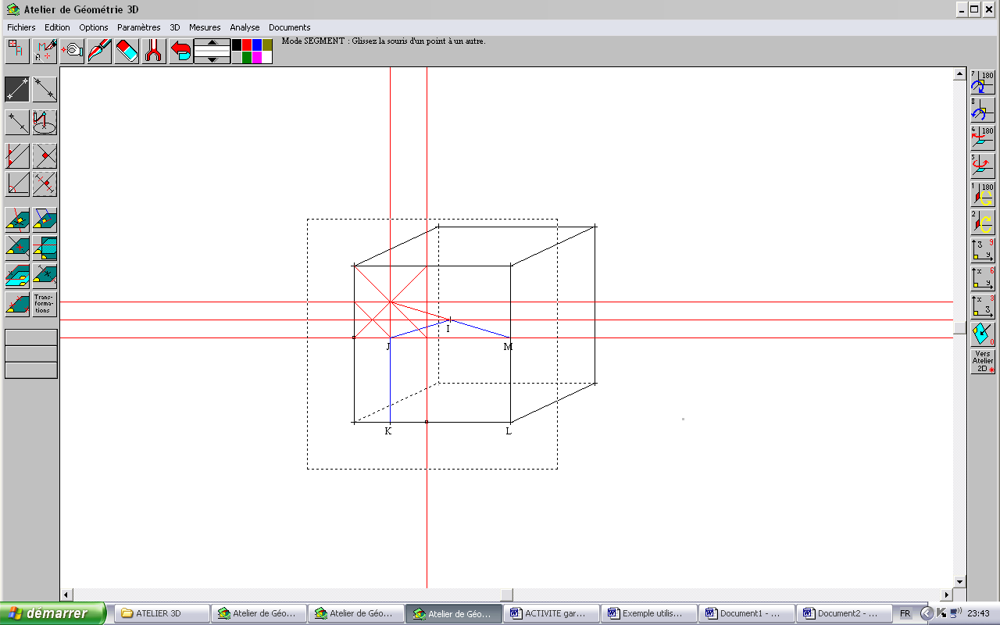 Atelier de Géométrie 3D
Fichiers Edition Options Paramètres 3D Mesures Analyse Documents
Mode SEGMENT : Glissez la souris d'un point à un autre.
A
M
R
7 180
8
4 180
5
1 180
2
3 9
y
x 6
y
x 3
3
0
Trans-
forma-
tions
Vers
Atelier
2D
I
J M
K L
démarrer ATELIER 3D Atelier de Géo... Atelier de Géo... Atelier de Géo... ACTIVITE gar... Exemple utilis... Document1 - ... Document2 - ... FR 23:43